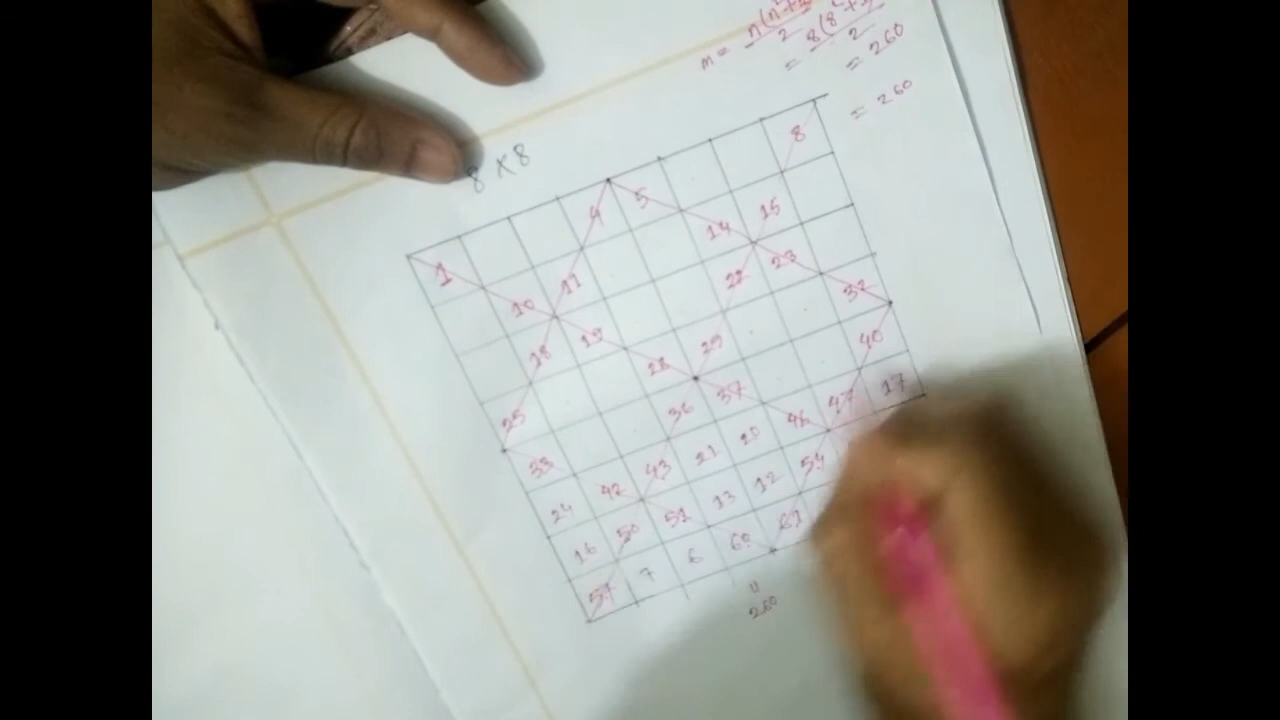 m = n(n²+1)/2
= 8(8²+1)/2
= 260
= 260
8 × 8
1 4 5 8
10 11 14 15
18 19 22 23
25 28 29 32
33 36 37 40
24 42 43 21 20 46 47 17
16 50 51 13 12 54
57 7 6 60 61
11
260